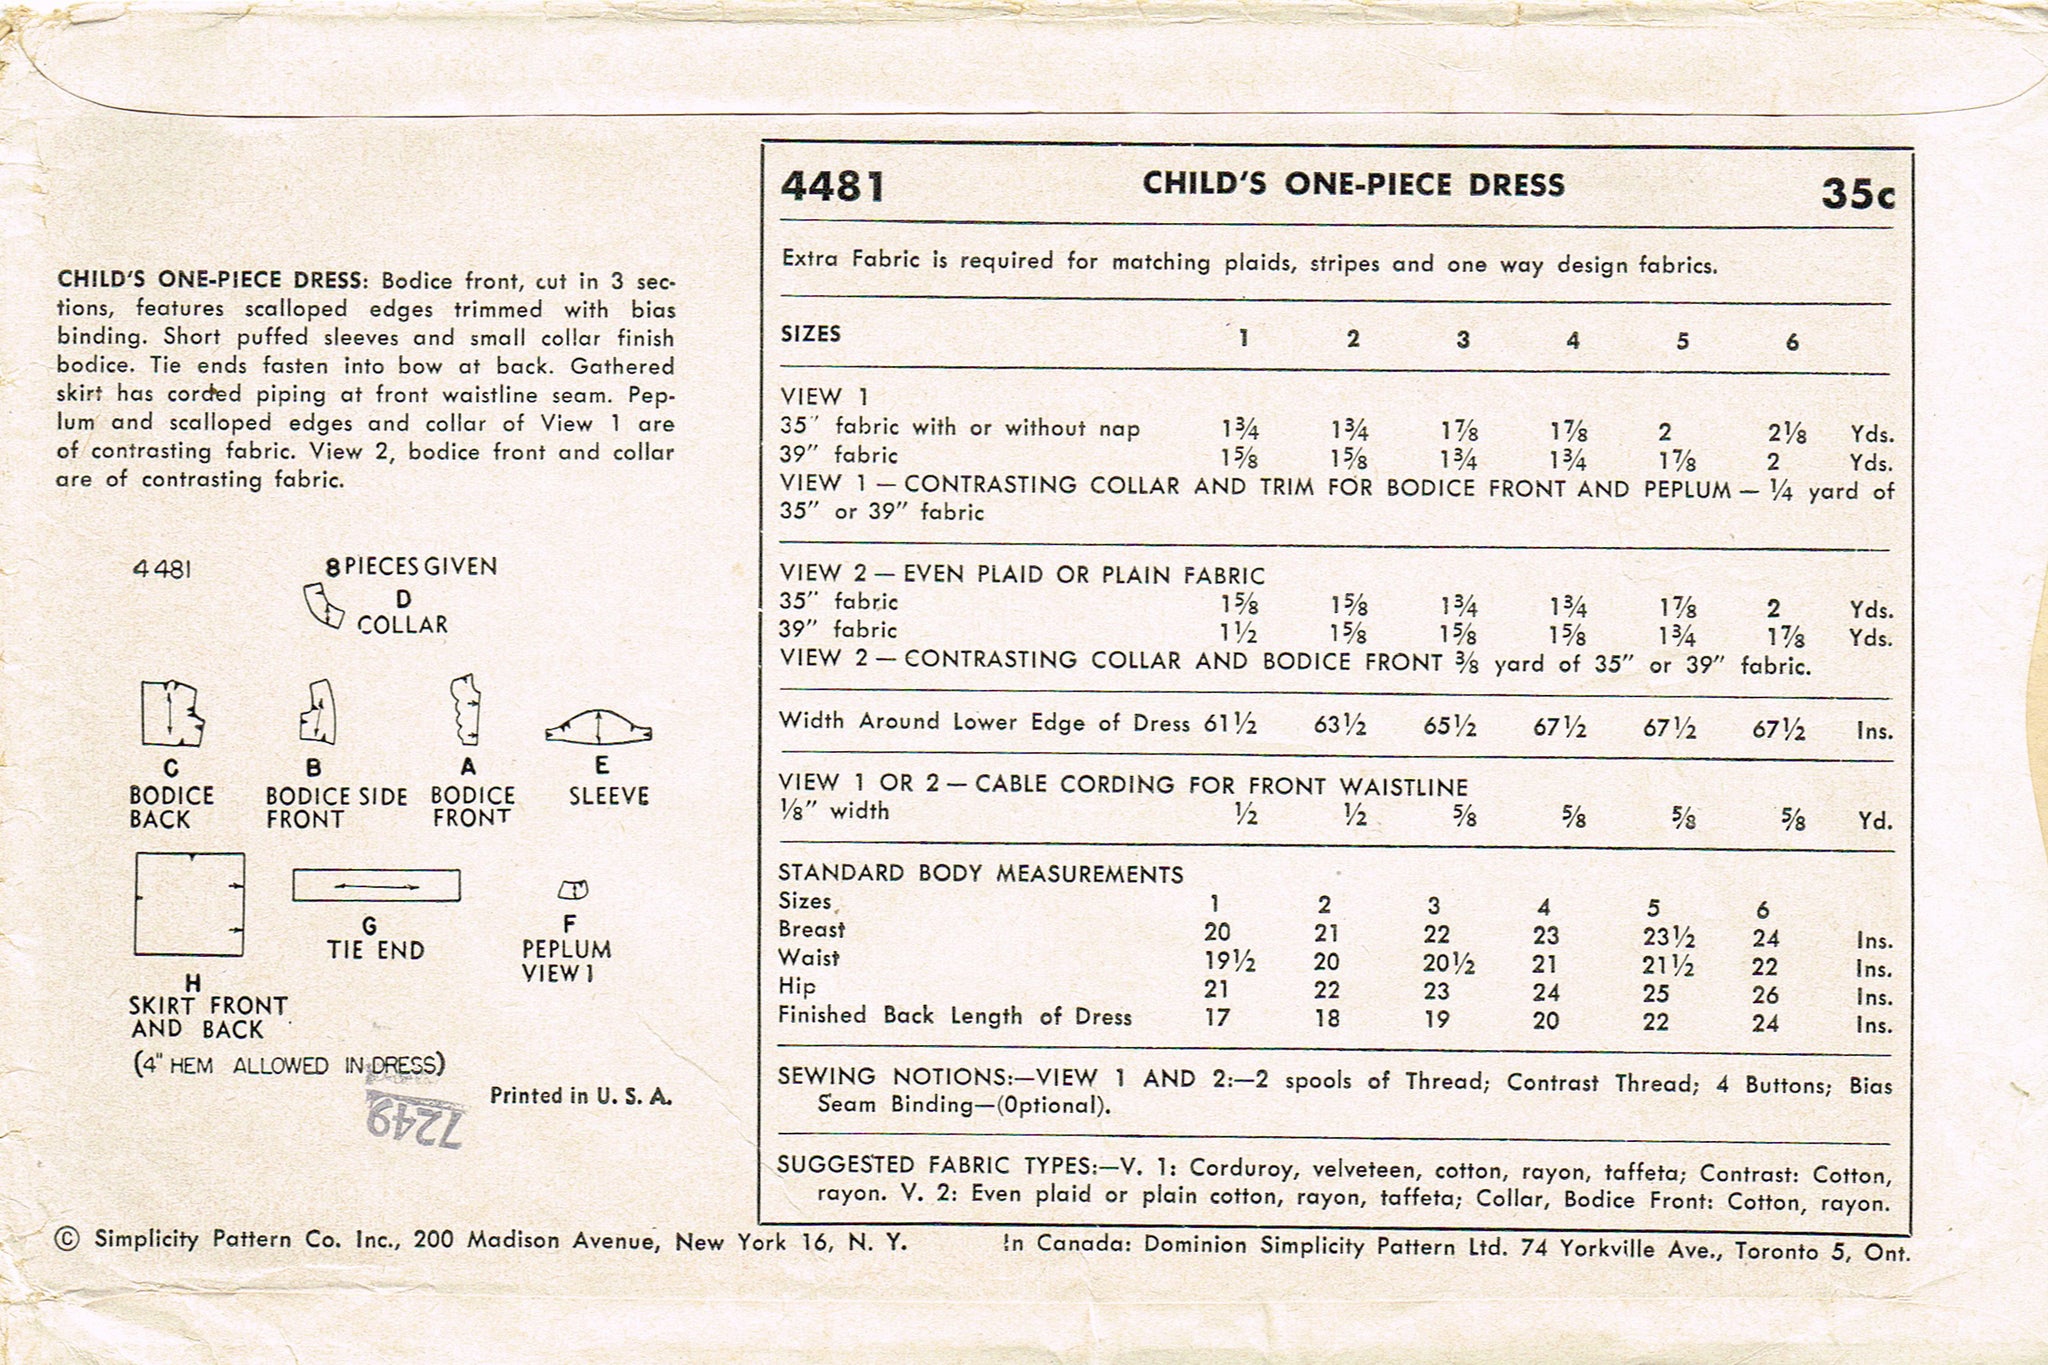 CHILD'S ONE-PIECE DRESS: Bodice front, cut in 3 sec-
tions, features scalloped edges trimmed with bias
binding. Short puffed sleeves and small collar finish
bodice. Tie ends fasten into bow at back. Gathered
skirt has corded piping at front waistline seam. Pep-
lum and scalloped edges and collar of View 1 are
of contrasting fabric. View 2, bodice front and collar
are of contrasting fabric.
4481 8 PIECES GIVEN
D
COLLAR
C B A E
BODICE BODICE SIDE BODICE SLEEVE
BACK FRONT FRONT
G F
TIE END PEPLUM
VIEW 1
H
SKIRT FRONT
AND BACK
(4" HEM ALLOWED IN DRESS)
7249
Printed in U. S. A.
4481 CHILD'S ONE-PIECE DRESS 35c
Extra Fabric is required for matching plaids, stripes and one way design fabrics.
SIZES 1 2 3 4 5 6
VIEW 1
35" fabric with or without nap 1¾ 1¾ 1⅞ 1⅞ 2 2⅛ Yds.
39" fabric 1⅝ 1⅝ 1¾ 1¾ 1⅞ 2 Yds.
VIEW 1 — CONTRASTING COLLAR AND TRIM FOR BODICE FRONT AND PEPLUM — ¼ yard of
35" or 39" fabric
VIEW 2 — EVEN PLAID OR PLAIN FABRIC
35" fabric 1⅝ 1⅝ 1¾ 1¾ 1⅞ 2 Yds.
39" fabric 1½ 1⅝ 1⅝ 1⅝ 1¾ 1⅞ Yds.
VIEW 2 — CONTRASTING COLLAR AND BODICE FRONT ⅜ yard of 35" or 39" fabric.
Width Around Lower Edge of Dress 61½ 63½ 65½ 67½ 67½ 67½ Ins.
VIEW 1 OR 2 — CABLE CORDING FOR FRONT WAISTLINE
⅛" width ½ ½ ⅝ ⅝ ⅝ ⅝ Yd.
STANDARD BODY MEASUREMENTS
Sizes 1 2 3 4 5 6
Breast 20 21 22 23 23½ 24 Ins.
Waist 19½ 20 20½ 21 21½ 22 Ins.
Hip 21 22 23 24 25 26 Ins.
Finished Back Length of Dress 17 18 19 20 22 24 Ins.
SEWING NOTIONS:—VIEW 1 AND 2:—2 spools of Thread; Contrast Thread; 4 Buttons; Bias
Seam Binding—(Optional).
SUGGESTED FABRIC TYPES:—V. 1: Corduroy, velveteen, cotton, rayon, taffeta; Contrast: Cotton,
rayon. V. 2: Even plaid or plain cotton, rayon, taffeta; Collar, Bodice Front: Cotton, rayon.
© Simplicity Pattern Co. Inc., 200 Madison Avenue, New York 16, N. Y. In Canada: Dominion Simplicity Pattern Ltd. 74 Yorkville Ave., Toronto 5, Ont.